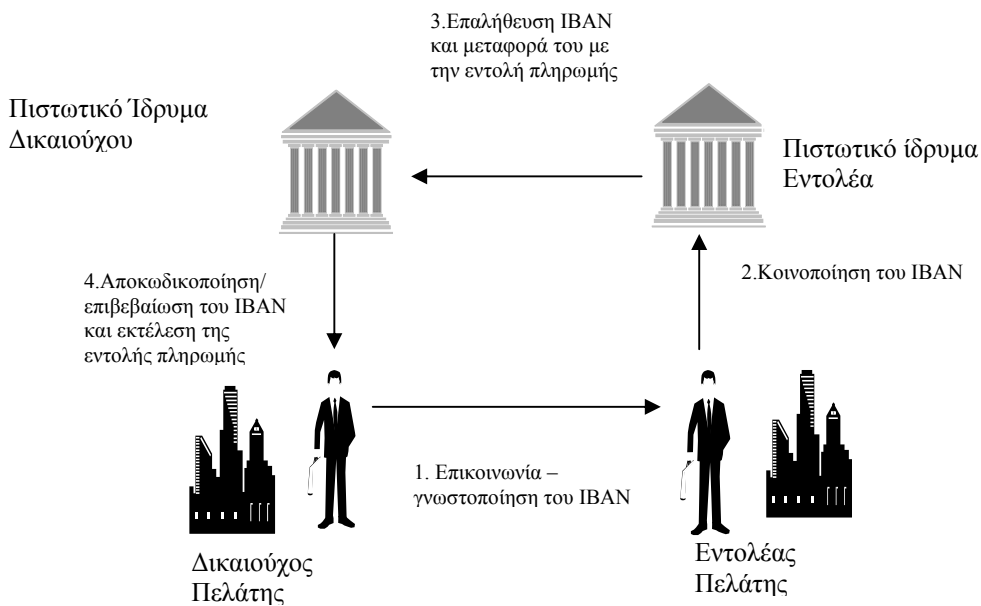 3.Επαλήθευση IBAN
και μεταφορά του με
την εντολή πληρωμής
Πιστωτικό Ίδρυμα
Δικαιούχου
Πιστωτικό ίδρυμα
Εντολέα
4.Αποκωδικοποίηση/
επιβεβαίωση του IBAN
και εκτέλεση της
εντολής πληρωμής
2.Κοινοποίηση του IBAN
1. Επικοινωνία –
γνωστοποίηση του IBAN
Δικαιούχος
Πελάτης
Εντολέας
Πελάτης